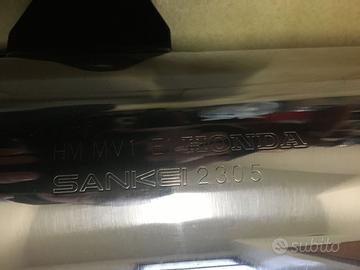 HM MV1 E HONDA
SANKEI 2305
subito